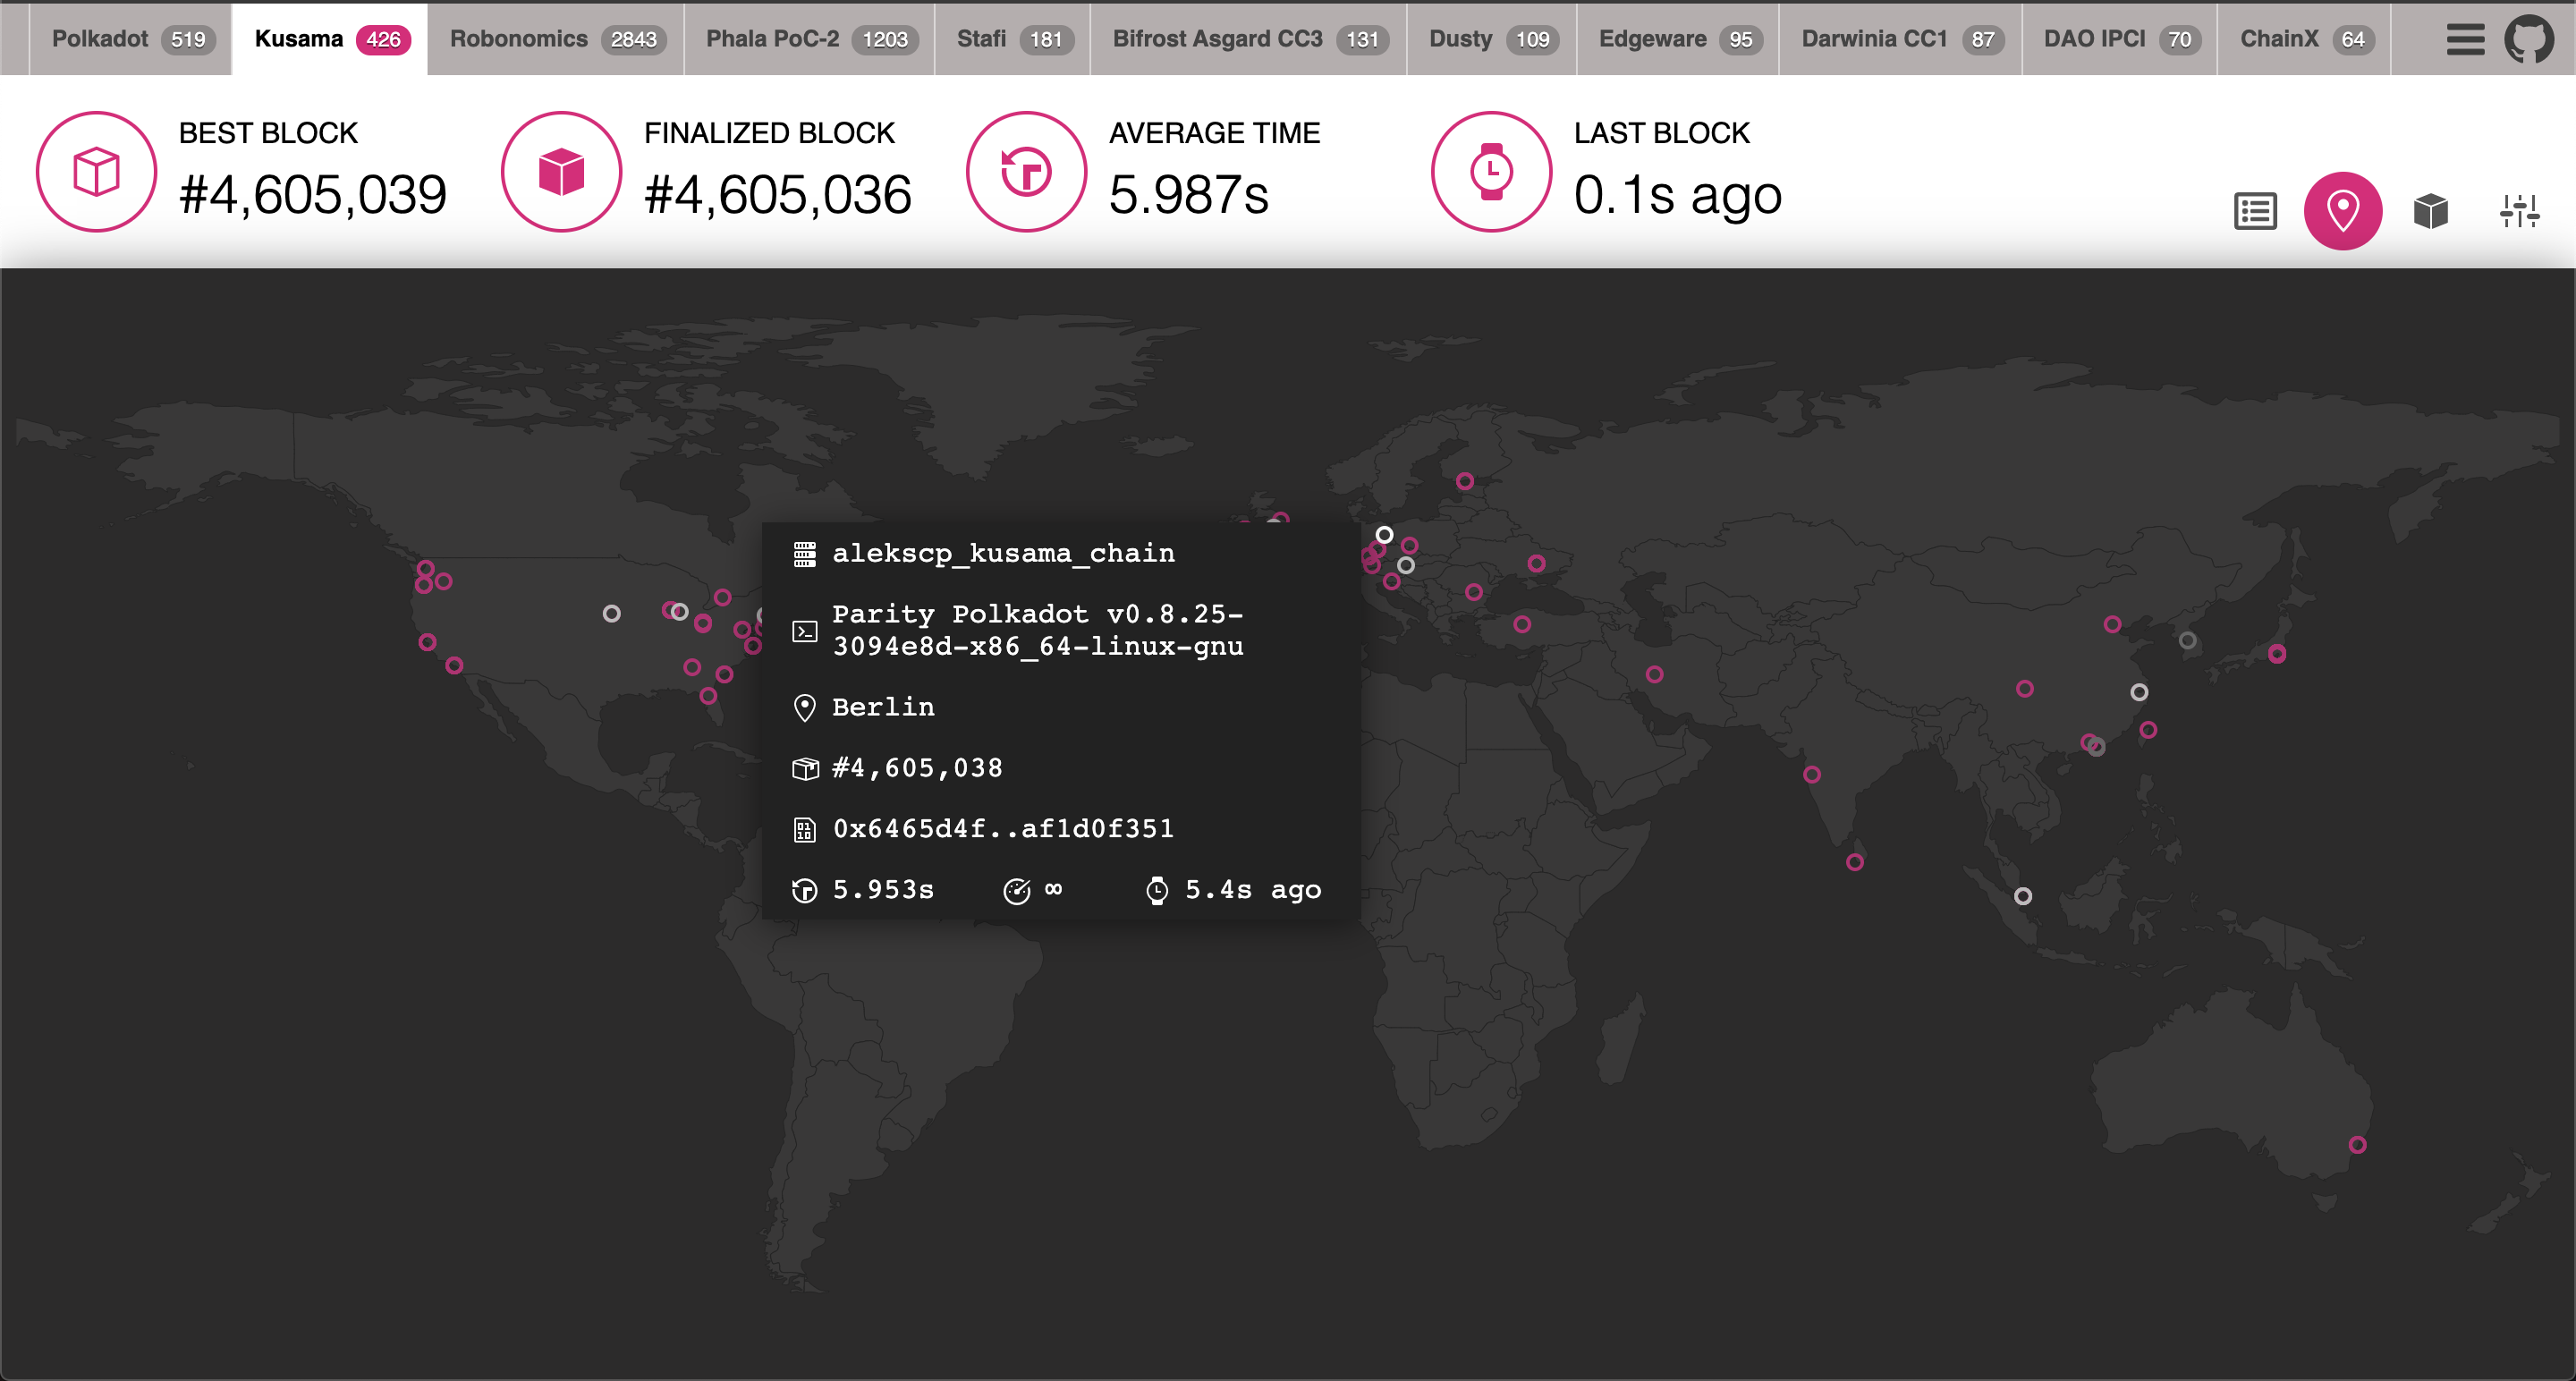 Polkadot 519 Kusama 426 Robonomics 2843 Phala PoC-2 1203 Stafi 181 Bifrost Asgard CC3 131 Dusty 109 Edgeware 95 Darwinia CC1 87 DAO IPCI 70 ChainX 64
BEST BLOCK
#4,605,039
FINALIZED BLOCK
#4,605,036
AVERAGE TIME
5.987s
LAST BLOCK
0.1s ago
alekscp_kusama_chain
Parity Polkadot v0.8.25-
3094e8d-x86_64-linux-gnu
Berlin
#4,605,038
0x6465d4f..af1d0f351
5.953s ∞ 5.4s ago